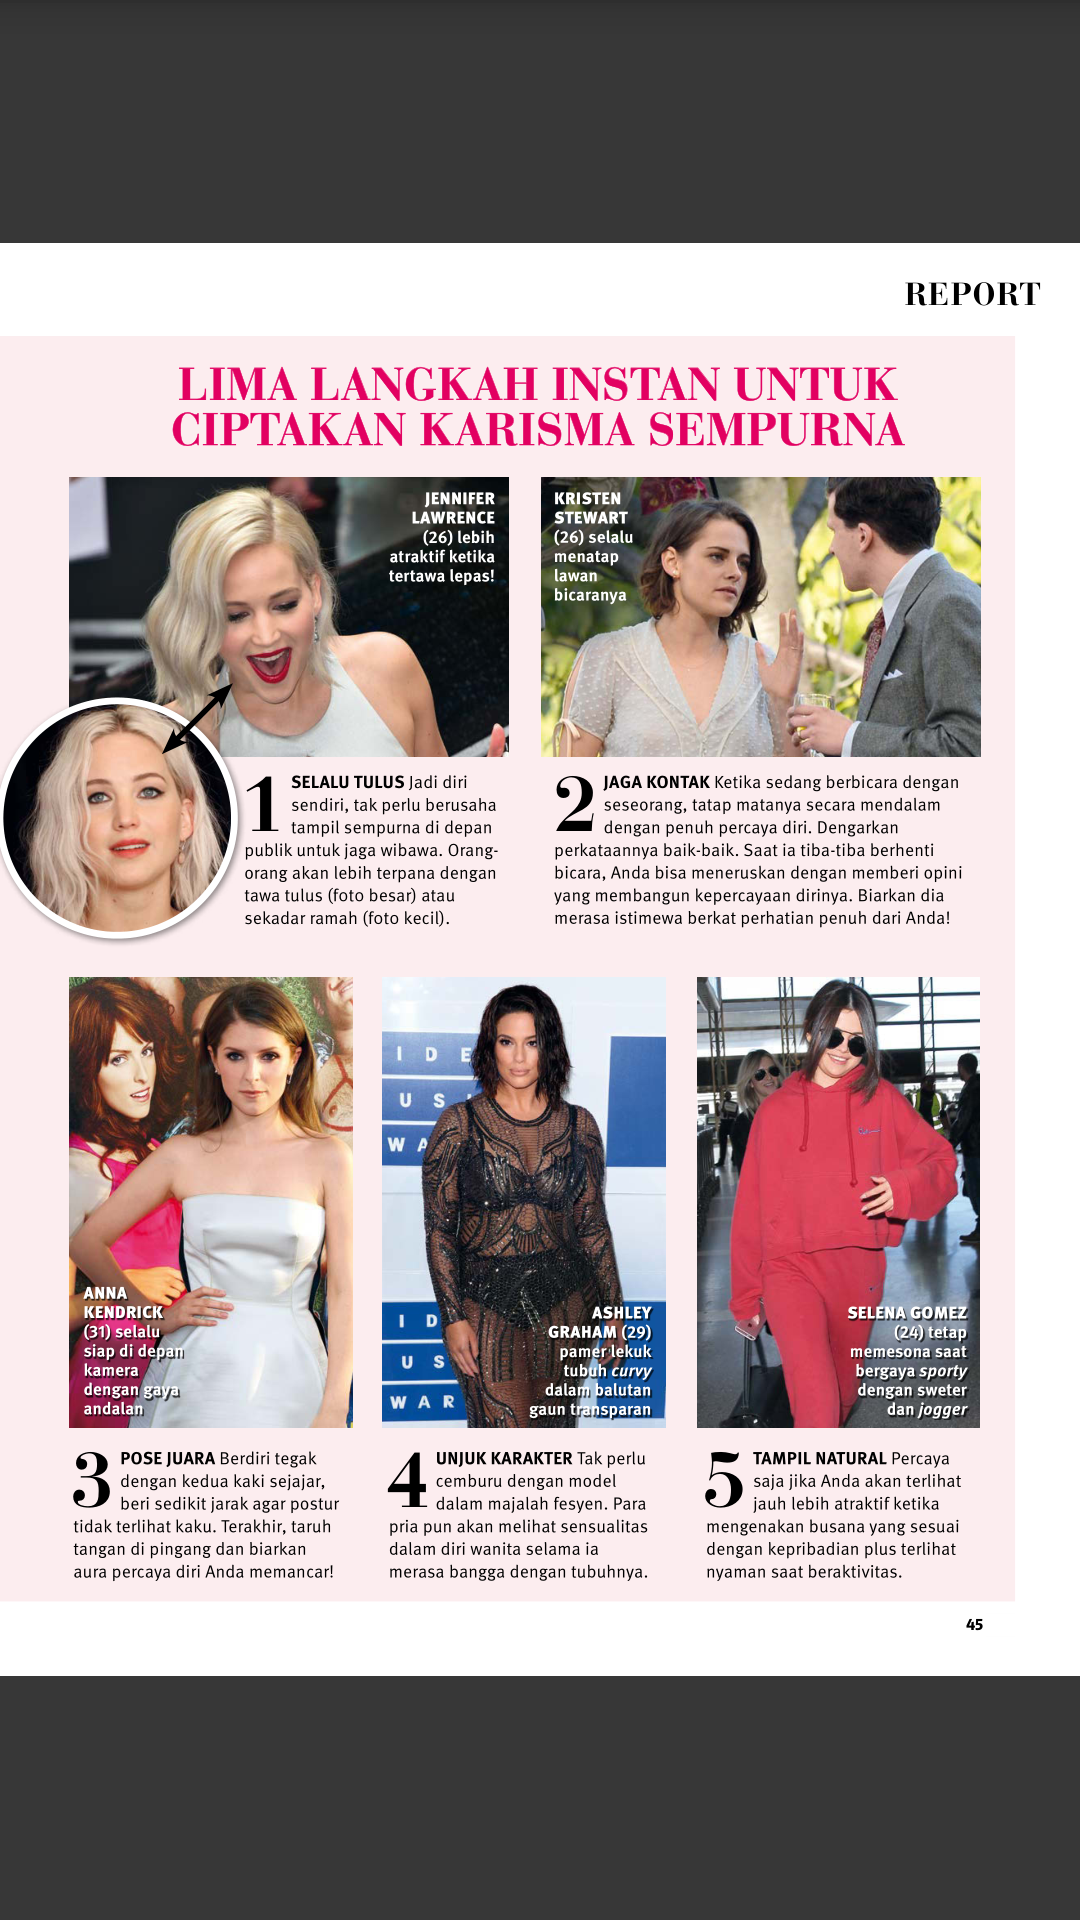 REPORT
LIMA LANGKAH INSTAN UNTUK
CIPTAKAN KARISMA SEMPURNA
JENNIFER
LAWRENCE
(26) lebih
atraktif ketika
tertawa lepas!
KRISTEN
STEWART
(26) selalu
menatap
lawan
bicaranya
1 SELALU TULUS Jadi diri
sendiri, tak perlu berusaha
tampil sempurna di depan
publik untuk jaga wibawa. Orang-
orang akan lebih terpana dengan
tawa tulus (foto besar) atau
sekadar ramah (foto kecil).
2 JAGA KONTAK Ketika sedang berbicara dengan
seseorang, tatap matanya secara mendalam
dengan penuh percaya diri. Dengarkan
perkataannya baik-baik. Saat ia tiba-tiba berhenti
bicara, Anda bisa meneruskan dengan memberi opini
yang membangun kepercayaan dirinya. Biarkan dia
merasa istimewa berkat perhatian penuh dari Anda!
ANNA
KENDRICK
(31) selalu
siap di depan
kamera
dengan gaya
andalan
I D E
U S
W A
I D
U S
W A R
ASHLEY
GRAHAM (29)
pamer lekuk
tubuh curvy
dalam balutan
gaun transparan
SELENA GOMEZ
(24) tetap
memesona saat
bergaya sporty
dengan sweter
dan jogger
3 POSE JUARA Berdiri tegak
dengan kedua kaki sejajar,
beri sedikit jarak agar postur
tidak terlihat kaku. Terakhir, taruh
tangan di pingang dan biarkan
aura percaya diri Anda memancar!
4 UNJUK KARAKTER Tak perlu
cemburu dengan model
dalam majalah fesyen. Para
pria pun akan melihat sensualitas
dalam diri wanita selama ia
merasa bangga dengan tubuhnya.
5 TAMPIL NATURAL Percaya
saja jika Anda akan terlihat
jauh lebih atraktif ketika
mengenakan busana yang sesuai
dengan kepribadian plus terlihat
nyaman saat beraktivitas.
45